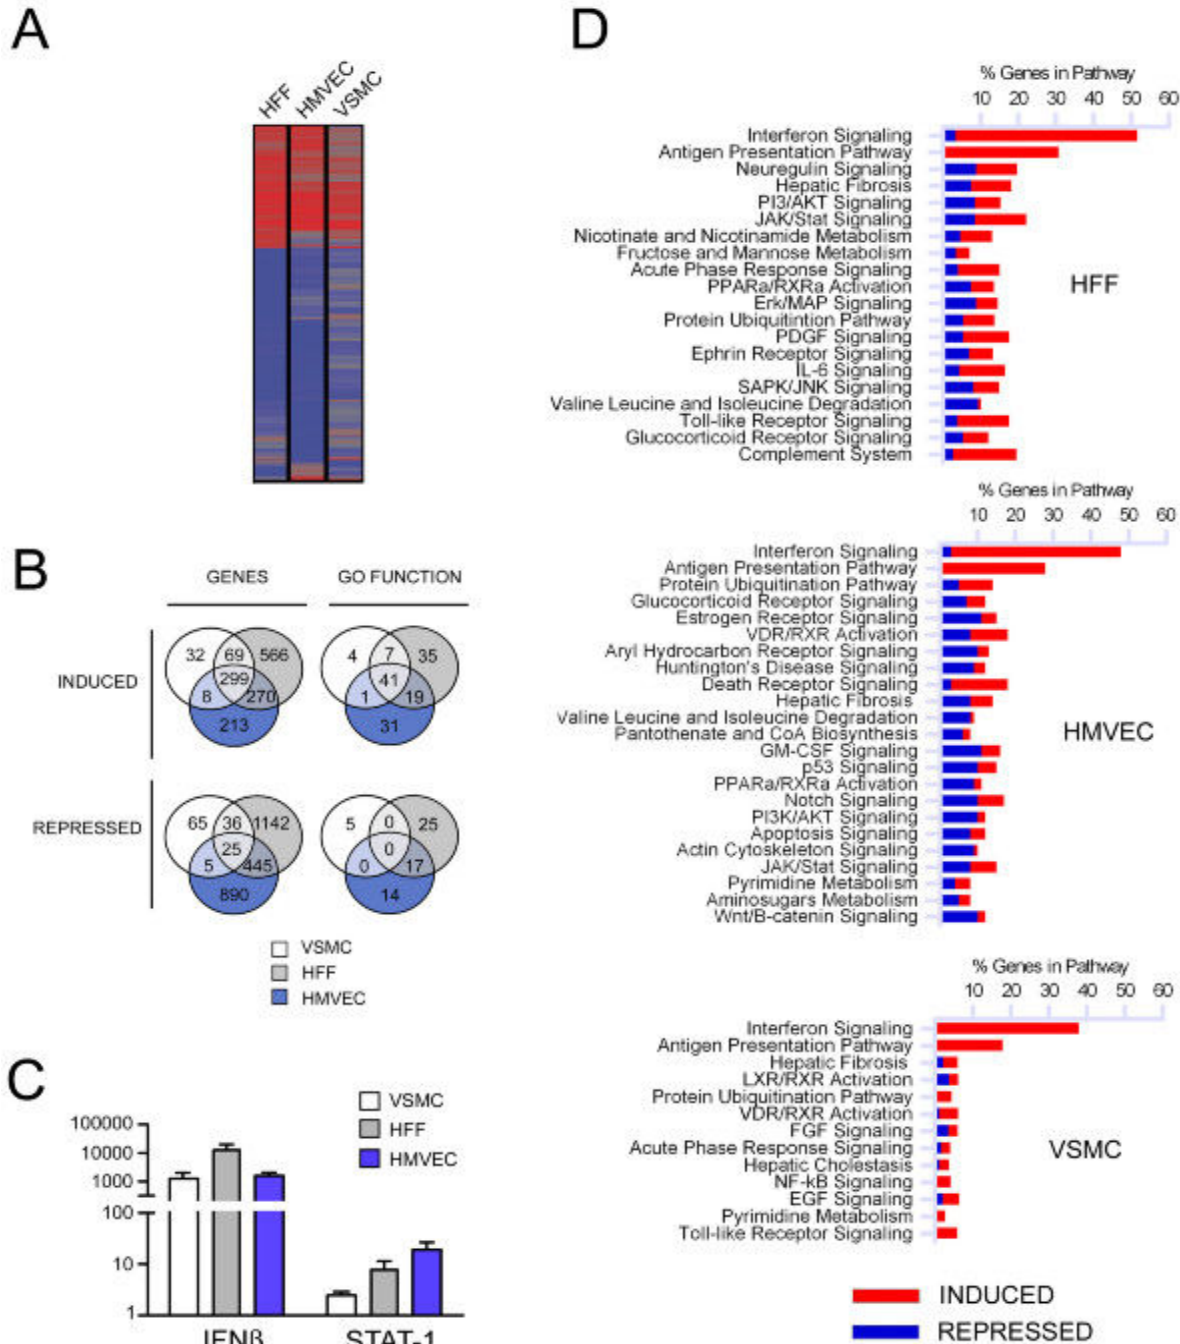 A
HFF
HMVEC
VSMC
B
GENES
GO FUNCTION
INDUCED
32 69 566
299
8 270
213
4 7 35
41
1 19
31
REPRESSED
65 36 1142
25
5 445
890
5 0 25
0
0 17
14
VSMC
HFF
HMVEC
C
VSMC
HFF
HMVEC
100000
10000
1000
100
10
1
IFNβ
STAT-1
D
% Genes in Pathway
10 20 30 40 50 60
Interferon Signaling
Antigen Presentation Pathway
Neuregulin Signaling
Hepatic Fibrosis
PI3/AKT Signaling
JAK/Stat Signaling
Nicotinate and Nicotinamide Metabolism
Fructose and Mannose Metabolism
Acute Phase Response Signaling
PPARa/RXRa Activation
Erk/MAP Signaling
Protein Ubiquitintion Pathway
PDGF Signaling
Ephrin Receptor Signaling
IL-6 Signaling
SAPK/JNK Signaling
Valine Leucine and Isoleucine Degradation
Toll-like Receptor Signaling
Glucocorticoid Receptor Signaling
Complement System
HFF
% Genes in Pathway
10 20 30 40 50 60
Interferon Signaling
Antigen Presentation Pathway
Protein Ubiquitination Pathway
Glucocorticoid Receptor Signaling
Estrogen Receptor Signaling
VDR/RXR Activation
Aryl Hydrocarbon Receptor Signaling
Huntington's Disease Signaling
Death Receptor Signaling
Hepatic Fibrosis
Valine Leucine and Isoleucine Degradation
Pantothenate and CoA Biosynthesis
GM-CSF Signaling
p53 Signaling
PPARa/RXRa Activation
Notch Signaling
PI3K/AKT Signaling
Apoptosis Signaling
Actin Cytoskeleton Signaling
JAK/Stat Signaling
Pyrimidine Metabolism
Aminosugars Metabolism
Wnt/B-catenin Signaling
HMVEC
% Genes in Pathway
10 20 30 40 50 60
Interferon Signaling
Antigen Presentation Pathway
Hepatic Fibrosis
LXR/RXR Activation
Protein Ubiquitination Pathway
VDR/RXR Activation
FGF Signaling
Acute Phase Response Signaling
Hepatic Cholestasis
NF-kB Signaling
EGF Signaling
Pyrimidine Metabolism
Toll-like Receptor Signaling
VSMC
INDUCED
REPRESSED